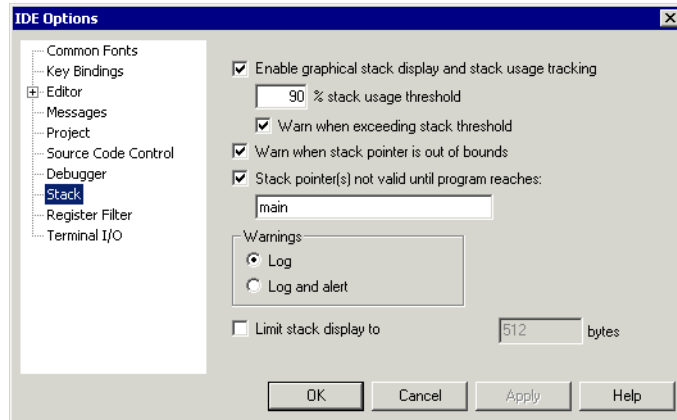 IDE Options
Common Fonts
Key Bindings
Editor
Messages
Project
Source Code Control
Debugger
Stack
Register Filter
Terminal I/O
Enable graphical stack display and stack usage tracking
90 % stack usage threshold
Warn when exceeding stack threshold
Warn when stack pointer is out of bounds
Stack pointer(s) not valid until program reaches:
main
Warnings
Log
Log and alert
Limit stack display to 512 bytes
OK Cancel Apply Help